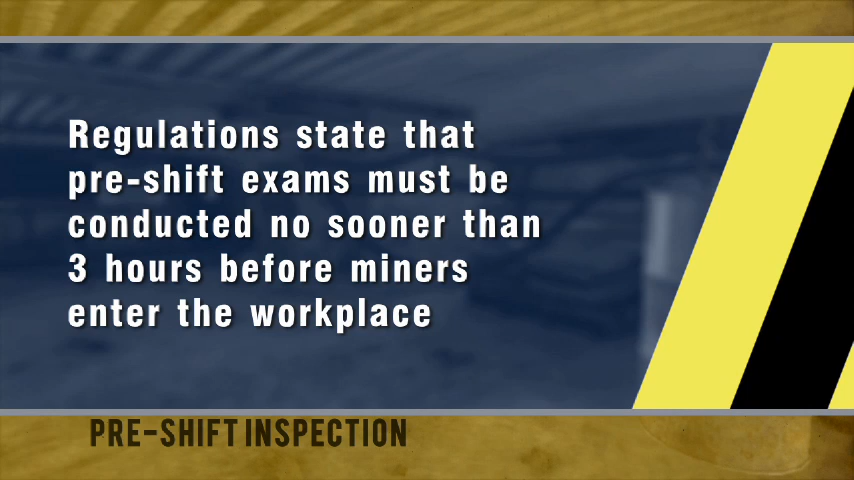 Regulations state that
pre-shift exams must be
conducted no sooner than
3 hours before miners
enter the workplace
PRE-SHIFT INSPECTION